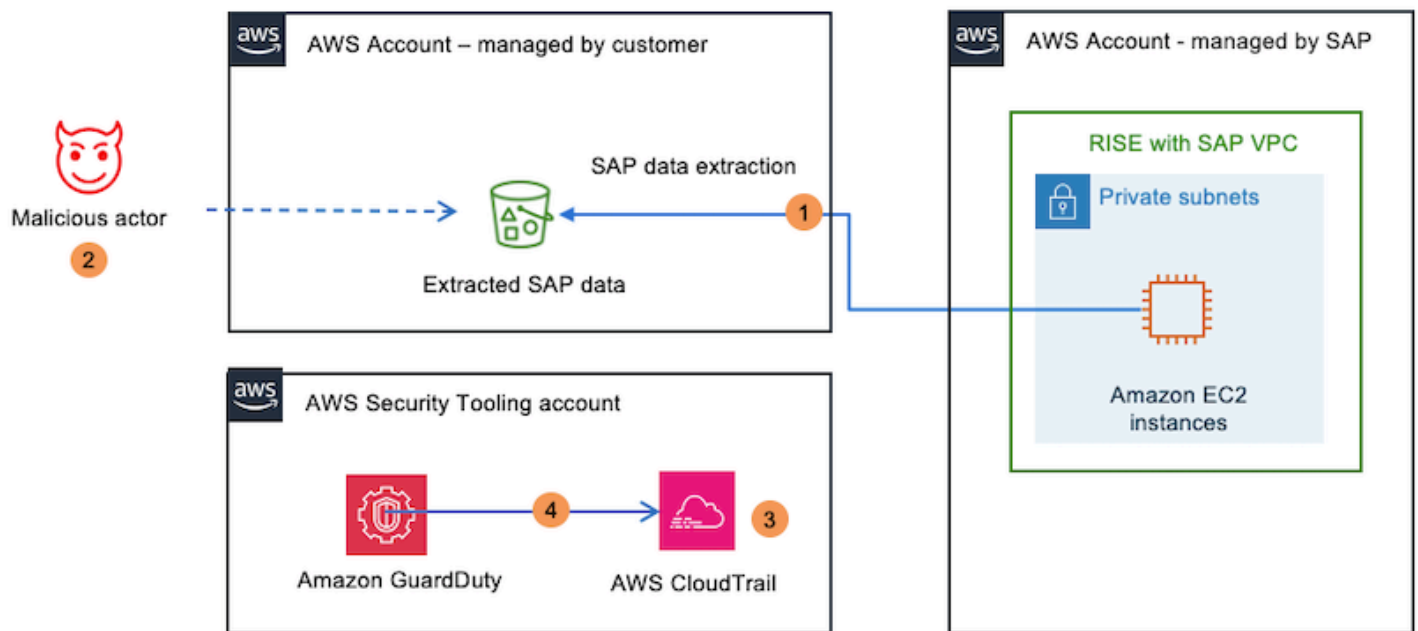 aws
AWS Account – managed by customer
SAP data extraction
1
Extracted SAP data
Malicious actor
2
aws
AWS Security Tooling account
4
3
Amazon GuardDuty
AWS CloudTrail
aws
AWS Account - managed by SAP
RISE with SAP VPC
Private subnets
Amazon EC2
instances